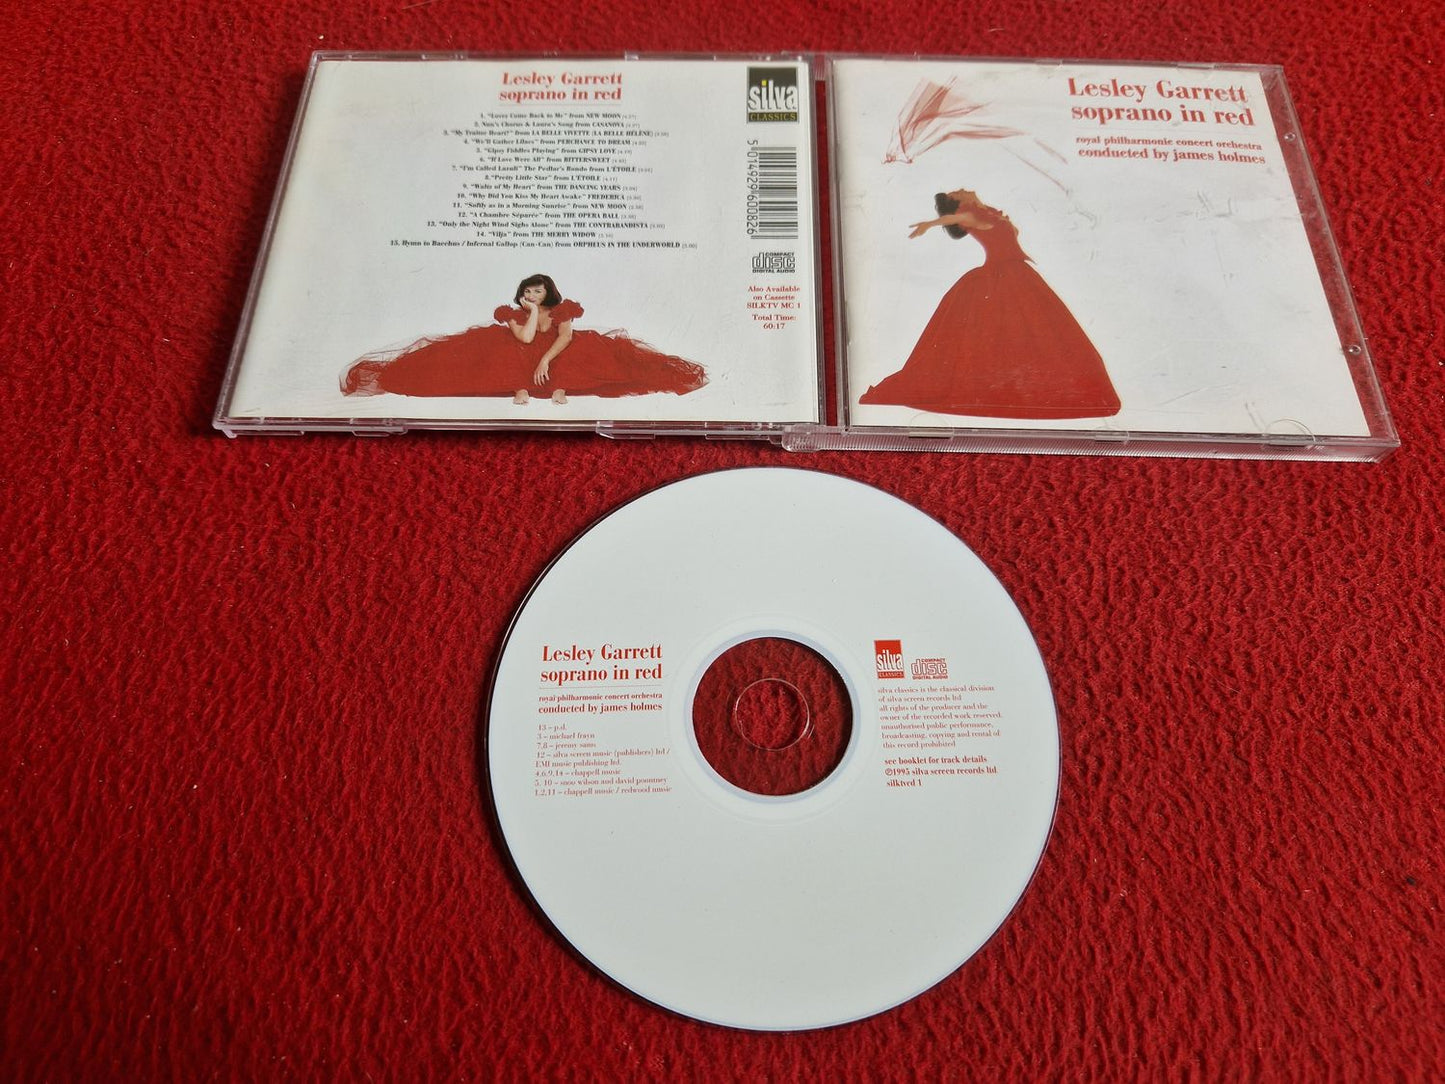 Lesley Garrett
soprano in red
1. "Lover Come Back to Me" from NEW MOON [4.27]
2. Nun's Chorus & Laura's Song from CASANOVA
3. "My Traitor Heart?" from LA BELLE VIVETTE (LA BELLE HÉLÈNE)
4. "We'll Gather Lilacs" from PERCHANCE TO DREAM
5. "Gipsy Fiddles Playing" from GIPSY LOVE
6. "If Love Were All" from BITTERSWEET
7. "I'm Called Lazuli" The Pedlar's Rondo from L'ÉTOILE
8. "Pretty Little Star" from L'ÉTOILE
9. "Waltz of My Heart" from THE DANCING YEARS
10. "Why Did You Kiss My Heart Awake" FREDERICA
11. "Softly as in a Morning Sunrise" from NEW MOON
12. "A Chambre Séparée" from THE OPERA BALL
13. "Only the Night Wind Sighs Alone" from THE CONTRABANDISTA
14. "Vilja" from THE MERRY WIDOW
15. Hymn to Bacchus / Infernal Gallop (Can-Can) from ORPHEUS IN THE UNDERWORLD
silva
CLASSICS
5 014929 600826
COMPACT
disc
DIGITAL AUDIO
Also Available
on Cassette
SILKTV MC 1
Total Time:
60:17
Lesley Garrett
soprano in red
royal philharmonic concert orchestra
conducted by james holmes
Lesley Garrett
soprano in red
royal philharmonic concert orchestra
conducted by james holmes
13 – p.d.
3 – michael frayn
7,8 – jeremy sams
12 – silva screen music (publishers) ltd /
EMI music publishing ltd.
4,6,9,14 – chappell music
5, 10 – snoo wilson and david pountney
1,2,11 – chappell music / redwood music
silva
CLASSICS
COMPACT
disc
DIGITAL AUDIO
silva classics is the classical division
of silva screen records ltd
all rights of the producer and the
owner of the recorded work reserved.
unauthorised public performance,
broadcasting, copying and rental of
this record prohibited
see booklet for track details
℗1995 silva screen records ltd
silktvcd 1